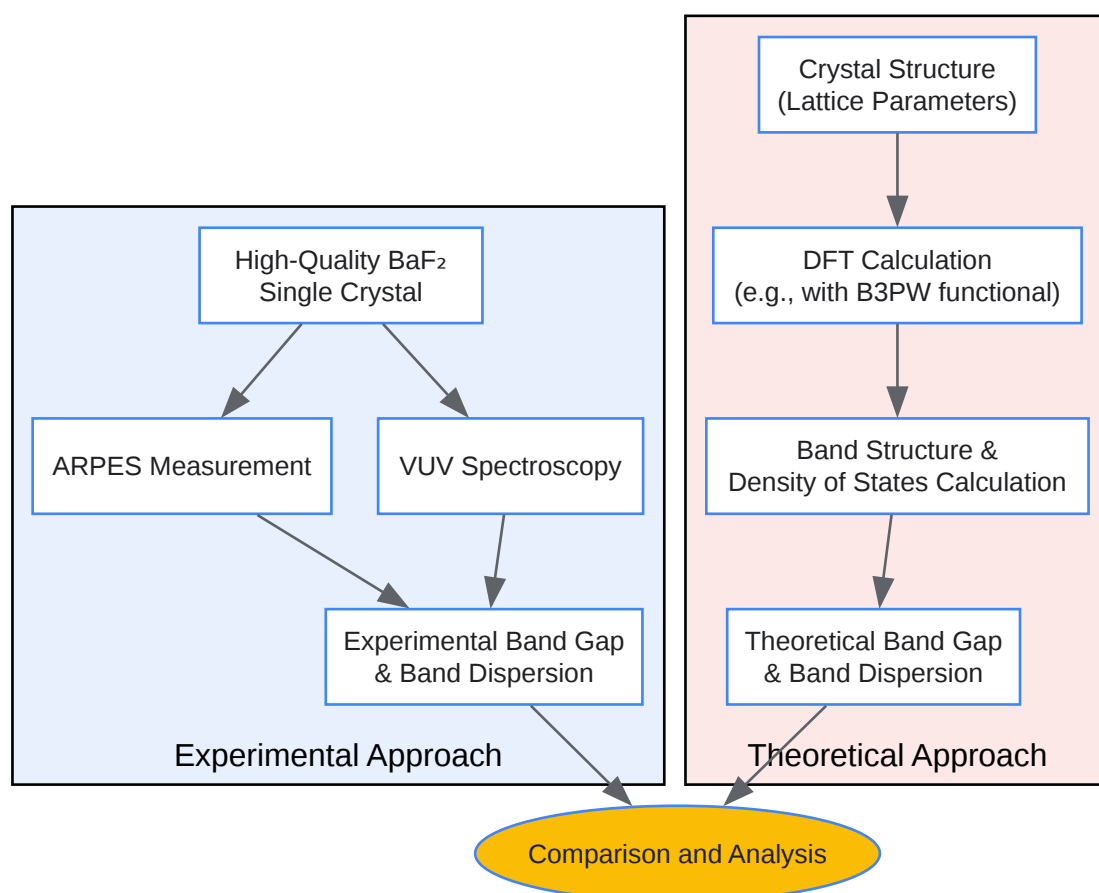 Crystal Structure
(Lattice Parameters)
High-Quality BaF₂
Single Crystal
DFT Calculation
(e.g., with B3PW functional)
ARPES Measurement
VUV Spectroscopy
Band Structure &
Density of States Calculation
Experimental Band Gap
& Band Dispersion
Theoretical Band Gap
& Band Dispersion
Experimental Approach
Theoretical Approach
Comparison and Analysis